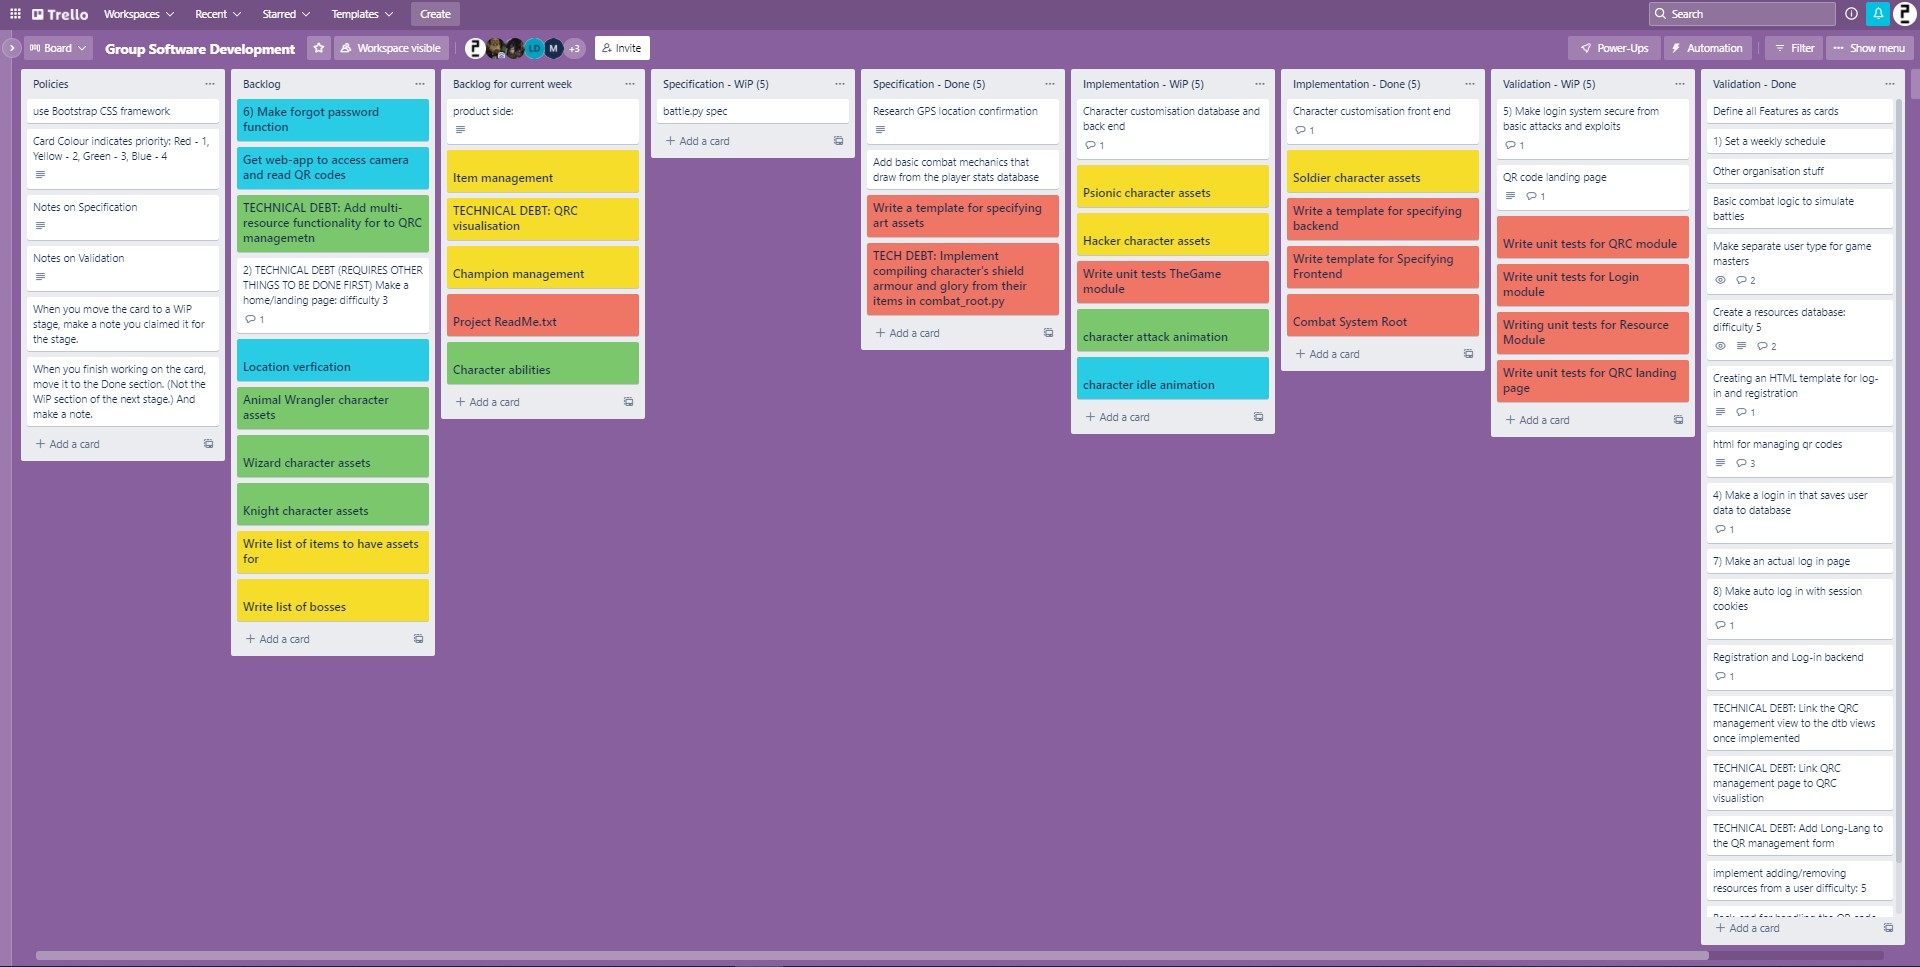 Trello
Workspaces
Recent
Starred
Templates
Create
Search
Board
Group Software Development
Workspace visible
LD
M
+3
Invite
Power-Ups
Automation
Filter
Show menu
Policies
use Bootstrap CSS framework
Card Colour indicates priority: Red - 1,
Yellow - 2, Green - 3, Blue - 4
Notes on Specification
Notes on Validation
When you move the card to a WiP
stage, make a note you claimed it for
the stage.
When you finish working on the card,
move it to the Done section. (Not the
WiP section of the next stage.) And
make a note.
+ Add a card
Backlog
6) Make forgot password
function
Get web-app to access camera
and read QR codes
TECHNICAL DEBT: Add multi-
resource functionality for to QRC
managemetn
2) TECHNICAL DEBT (REQUIRES OTHER
THINGS TO BE DONE FIRST) Make a
home/landing page: difficulty 3
1
Location verfication
Animal Wrangler character
assets
Wizard character assets
Knight character assets
Write list of items to have assets
for
Write list of bosses
+ Add a card
Backlog for current week
product side:
Item management
TECHNICAL DEBT: QRC
visualisation
Champion management
Project ReadMe.txt
Character abilities
+ Add a card
Specification - WiP (5)
battle.py spec
+ Add a card
Specification - Done (5)
Research GPS location confirmation
Add basic combat mechanics that
draw from the player stats database
Write a template for specifying
art assets
TECH DEBT: Implement
compiling character's shield
armour and glory from their
items in combat_root.py
+ Add a card
Implementation - WiP (5)
Character customisation database and
back end
1
Psionic character assets
Hacker character assets
Write unit tests TheGame
module
character attack animation
character idle animation
+ Add a card
Implementation - Done (5)
Character customisation front end
1
Soldier character assets
Write a template for specifying
backend
Write template for Specifying
Frontend
Combat System Root
+ Add a card
Validation - WiP (5)
5) Make login system secure from
basic attacks and exploits
1
QR code landing page
1
Write unit tests for QRC module
Write unit tests for Login
module
Writing unit tests for Resource
Module
Write unit tests for QRC landing
page
+ Add a card
Validation - Done
Define all Features as cards
1) Set a weekly schedule
Other organisation stuff
Basic combat logic to simulate
battles
Make separate user type for game
masters
2
Create a resources database:
difficulty 5
2
Creating an HTML template for log-
in and registration
1
html for managing qr codes
3
4) Make a login in that saves user
data to database
1
7) Make an actual log in page
8) Make auto log in with session
cookies
1
Registration and Log-in backend
1
TECHNICAL DEBT: Link the QRC
management view to the dtb views
once implemented
TECHNICAL DEBT: Link QRC
management page to QRC
visualistion
TECHNICAL DEBT: Add Long-Lang to
the QR management form
implement adding/removing
resources from a user difficulty: 5
+ Add a card